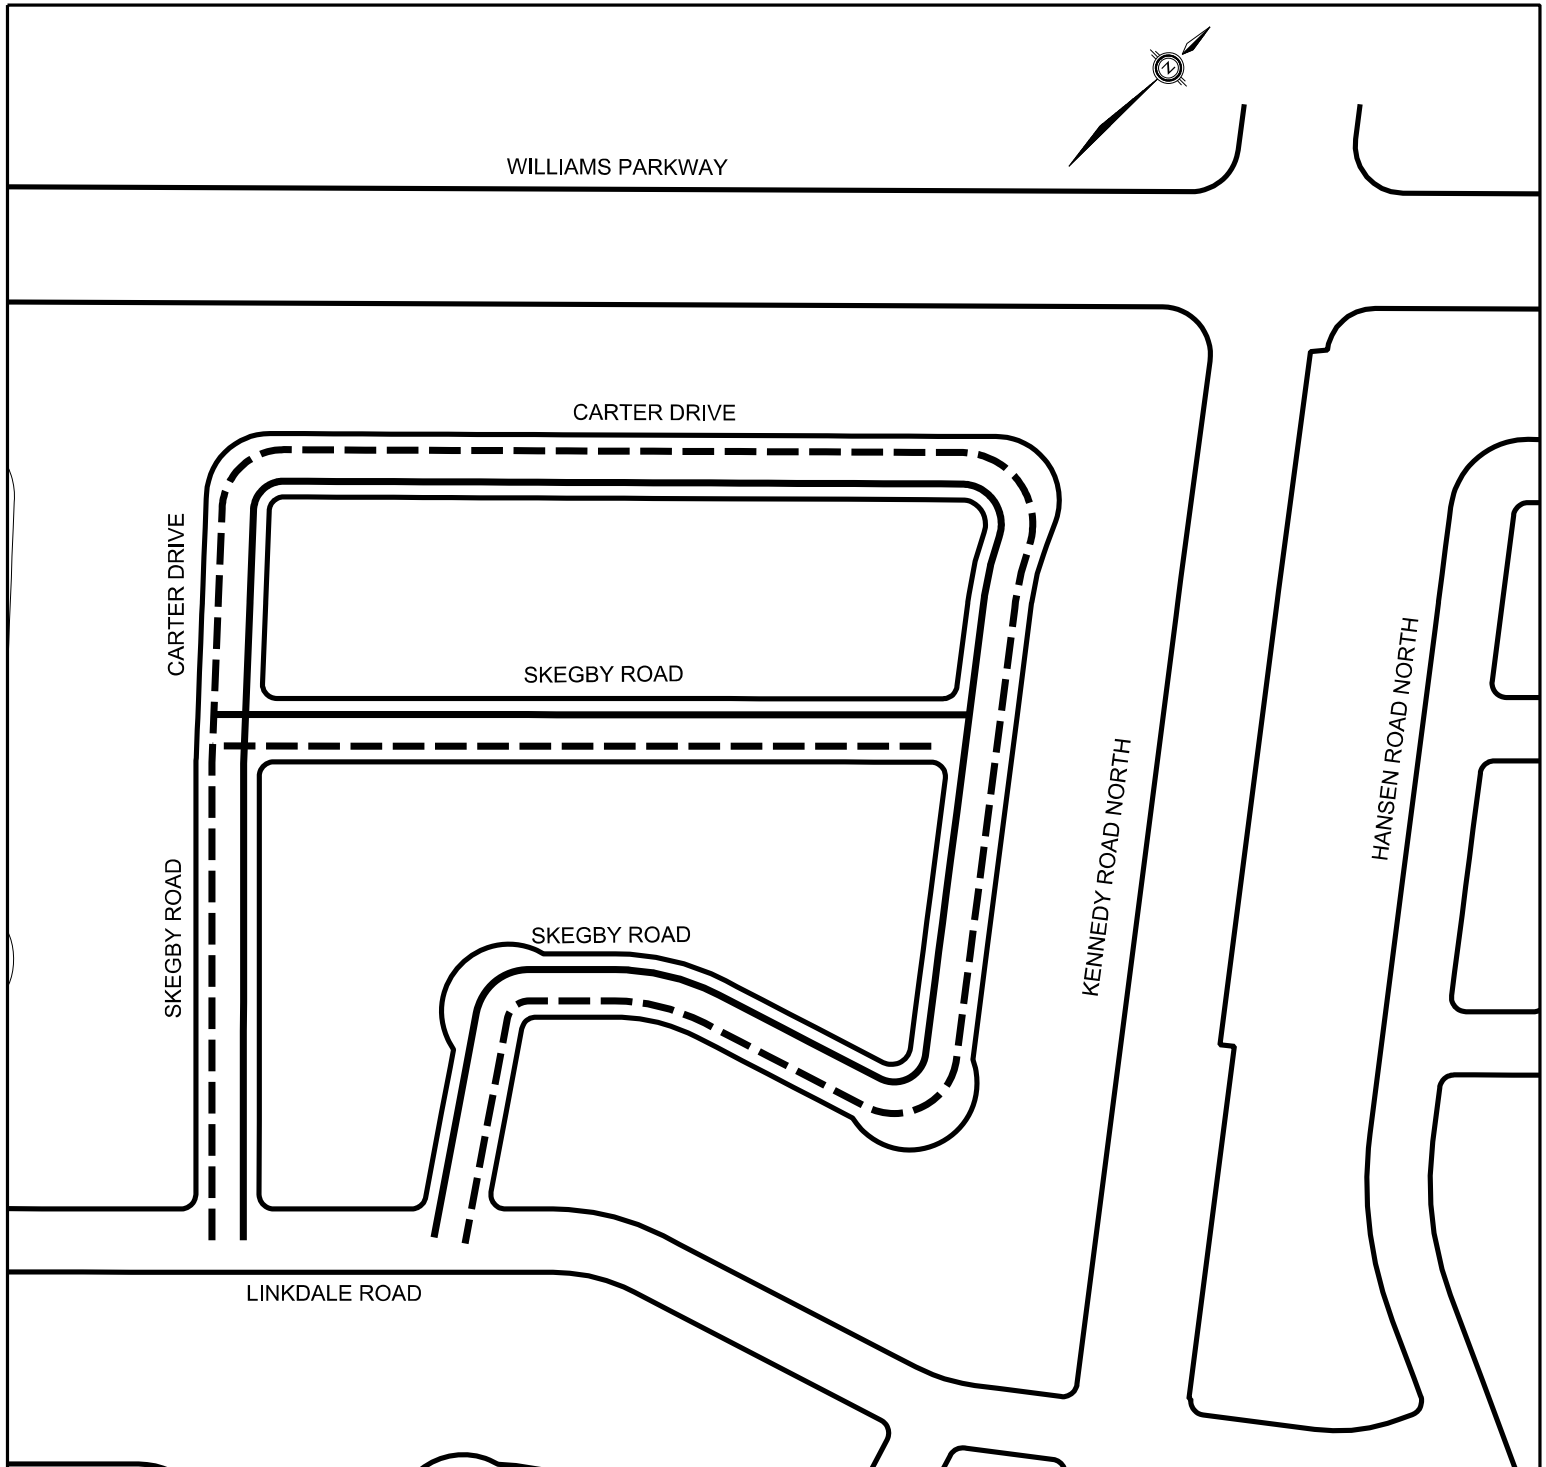 N
WILLIAMS PARKWAY
CARTER DRIVE
CARTER DRIVE
SKEGBY ROAD
HANSEN ROAD NORTH
KENNEDY ROAD NORTH
SKEGBY ROAD
SKEGBY ROAD
LINKDALE ROAD